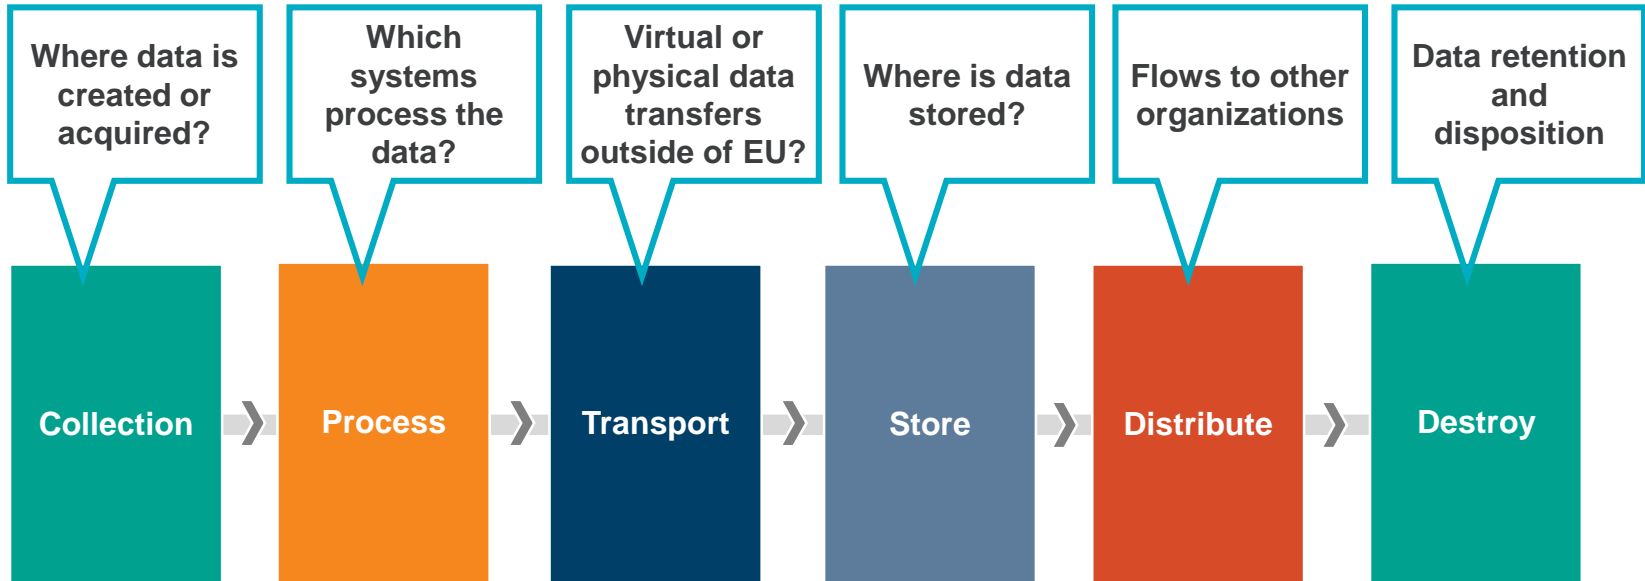 Where data is
created or
acquired?
Which
systems
process the
data?
Virtual or
physical data
transfers
outside of EU?
Where is data
stored?
Flows to other
organizations
Data retention
and
disposition
Collection
Process
Transport
Store
Distribute
Destroy